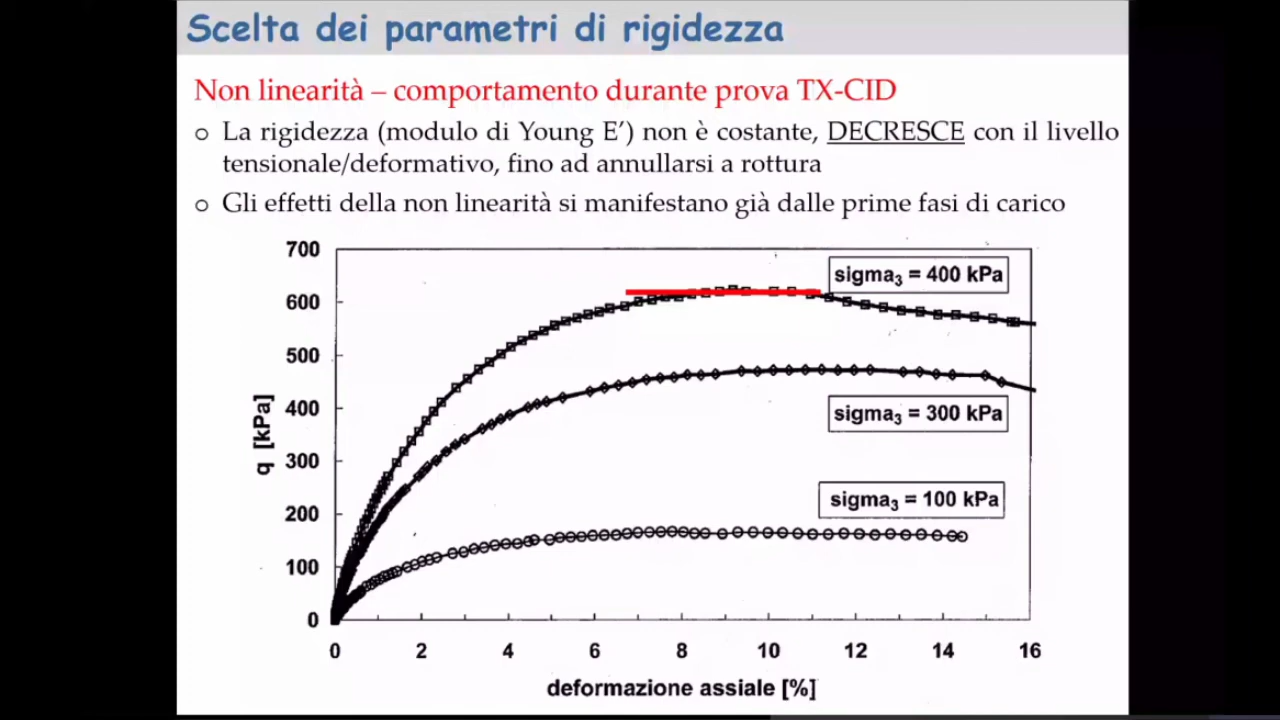 Scelta dei parametri di rigidezza
Non linearità – comportamento durante prova TX-CID
o La rigidezza (modulo di Young E’) non è costante, DECRESCE con il livello
tensionale/deformativo, fino ad annullarsi a rottura
o Gli effetti della non linearità si manifestano già dalle prime fasi di carico
700
600
500
400
300
200
100
0
q [kPa]
sigma3 = 400 kPa
sigma3 = 300 kPa
sigma3 = 100 kPa
0 2 4 6 8 10 12 14 16
deformazione assiale [%]